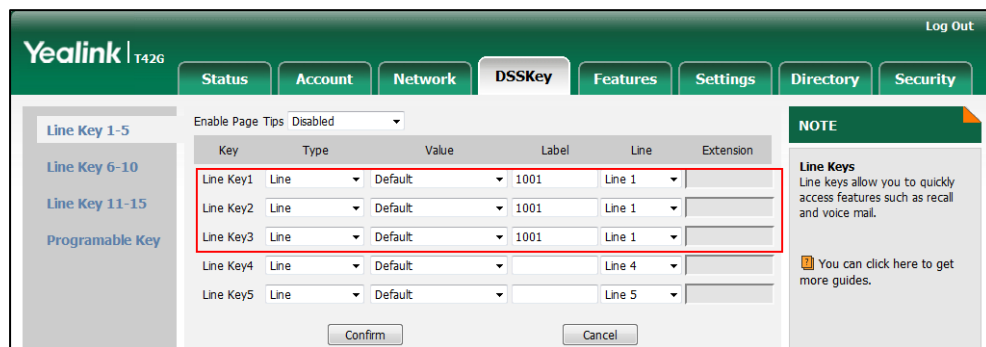 Log Out
Yealink T42G
Status Account Network DSSKey Features Settings Directory Security
Line Key 1-5
Line Key 6-10
Line Key 11-15
Programable Key
Enable Page Tips Disabled
Key Type Value Label Line Extension
Line Key1 Line Default 1001 Line 1
Line Key2 Line Default 1001 Line 1
Line Key3 Line Default 1001 Line 1
Line Key4 Line Default Line 4
Line Key5 Line Default Line 5
Confirm Cancel
NOTE
Line Keys
Line keys allow you to quickly
access features such as recall
and voice mail.
? You can click here to get
more guides.